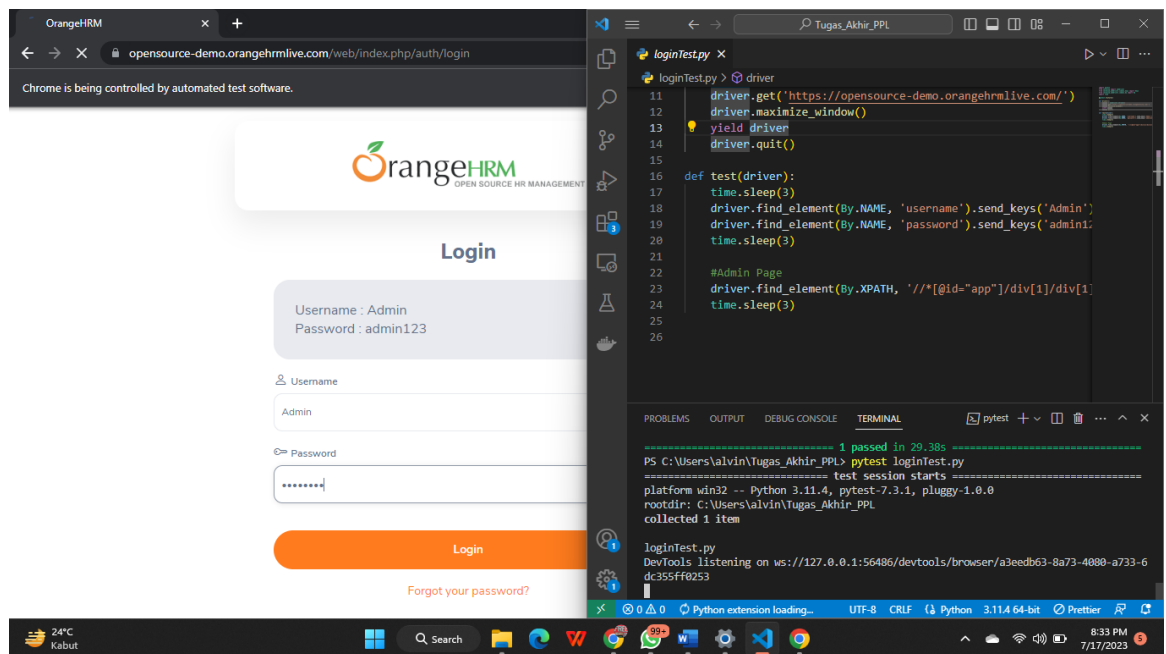 OrangeHRM
opensource-demo.orangehrmlive.com/web/index.php/auth/login
Chrome is being controlled by automated test software.
OrangeHRM
OPEN SOURCE HR MANAGEMENT
Login
Username : Admin
Password : admin123
Username
Admin
Password
Login
Forgot your password?
Tugas_Akhir_PPL
loginTest.py
loginTest.py > driver
11 driver.get('https://opensource-demo.orangehrmlive.com/')
12 driver.maximize_window()
13 yield driver
14 driver.quit()
15
16 def test(driver):
17 time.sleep(3)
18 driver.find_element(By.NAME, 'username').send_keys('Admin')
19 driver.find_element(By.NAME, 'password').send_keys('admin12
20 time.sleep(3)
21
22 #Admin Page
23 driver.find_element(By.XPATH, '//*[@id="app"]/div[1]/div[1]
24 time.sleep(3)
25
26
3
PROBLEMS OUTPUT DEBUG CONSOLE TERMINAL pytest
=============================== 1 passed in 29.38s ===============================
PS C:\Users\alvin\Tugas_Akhir_PPL> pytest loginTest.py
============================== test session starts ===============================
platform win32 -- Python 3.11.4, pytest-7.3.1, pluggy-1.0.0
rootdir: C:\Users\alvin\Tugas_Akhir_PPL
collected 1 item
loginTest.py
DevTools listening on ws://127.0.0.1:56486/devtools/browser/a3eedb63-8a73-4080-a733-6
dc355ff0253
1
1
0 0 Python extension loading... UTF-8 CRLF Python 3.11.4 64-bit Prettier
24°C
Kabut
Search
99+
8:33 PM
7/17/2023
5